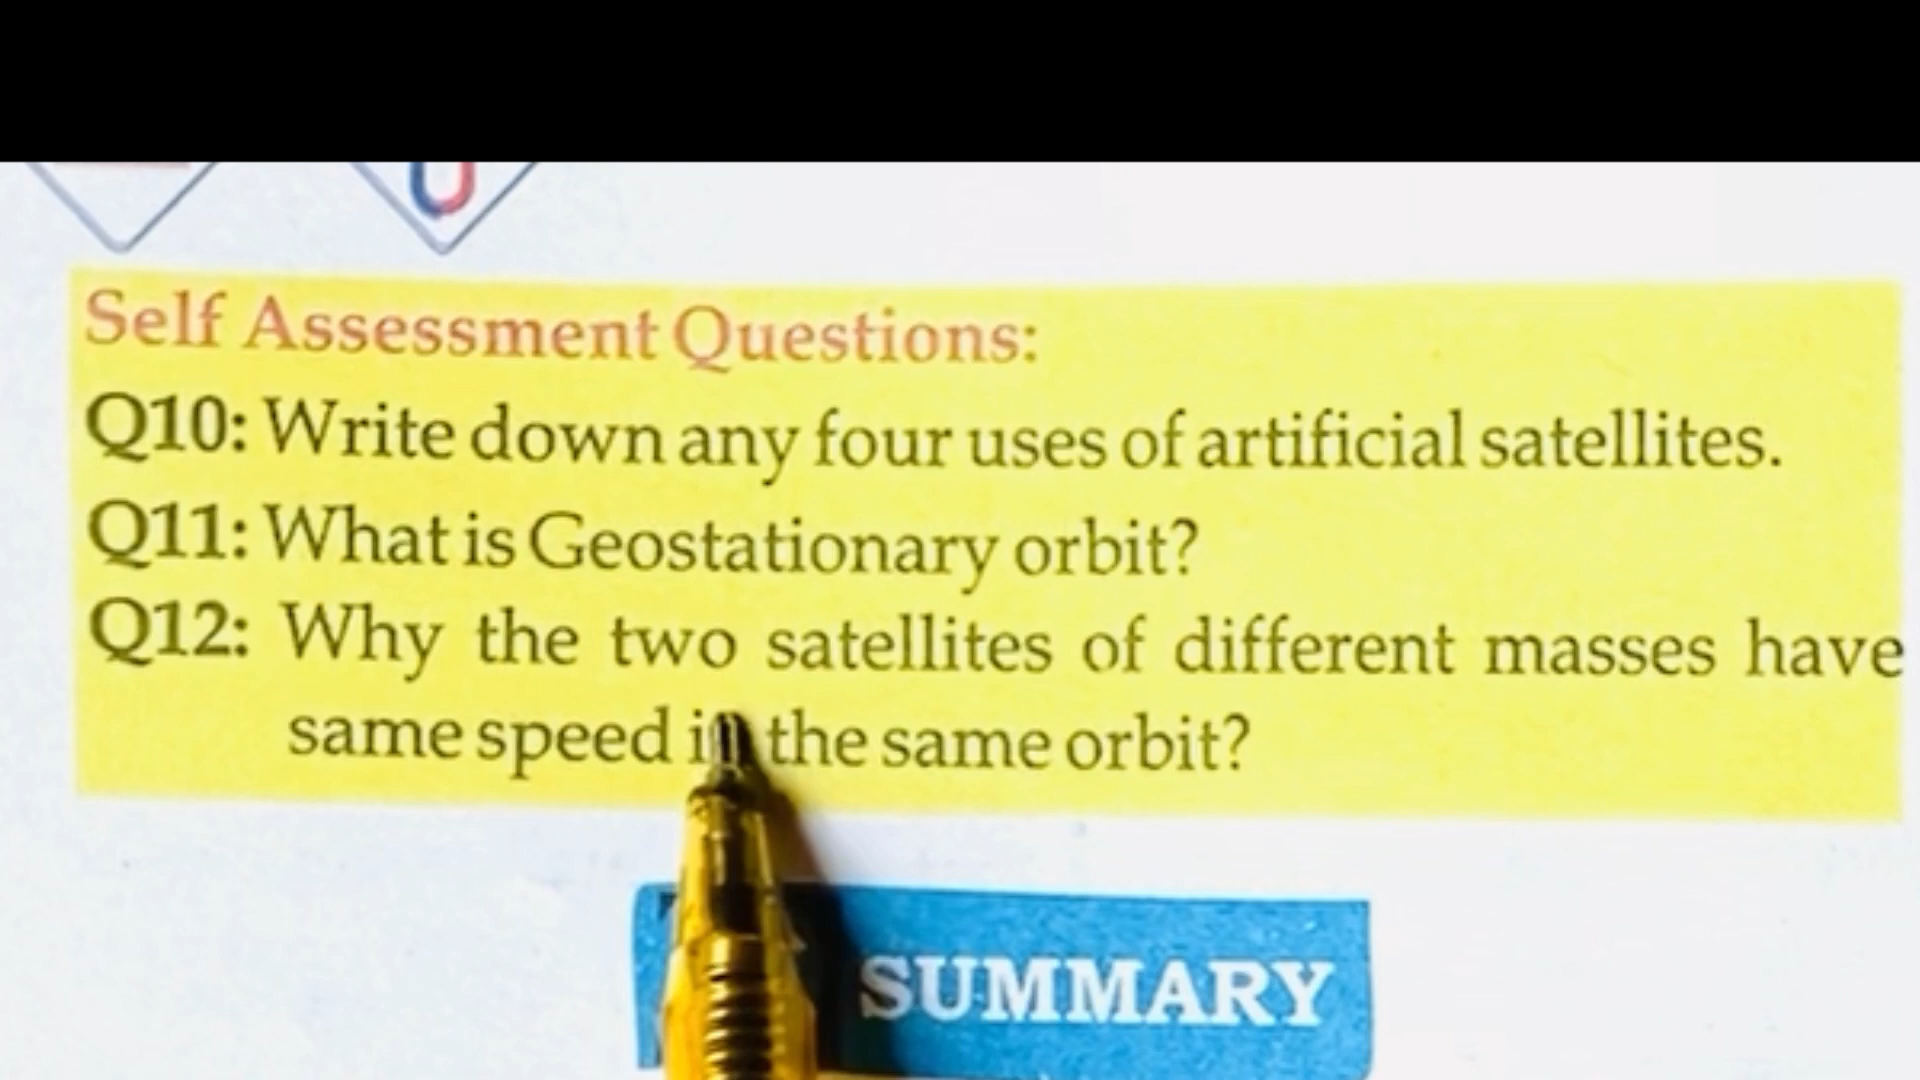 Self Assessment Questions:
Q10: Write down any four uses of artificial satellites.
Q11: What is Geostationary orbit?
Q12: Why the two satellites of different masses have
same speed in the same orbit?
SUMMARY